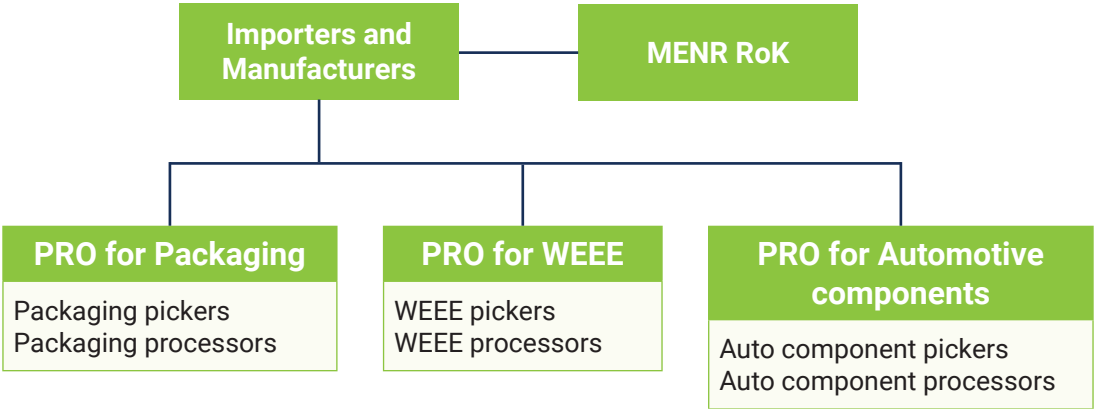 Importers and
Manufacturers
MENR RoK
PRO for Packaging
Packaging pickers
Packaging processors
PRO for WEEE
WEEE pickers
WEEE processors
PRO for Automotive
components
Auto component pickers
Auto component processors